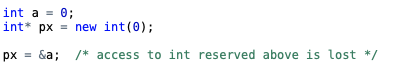 int a = 0;
int* px = new int(0);
px = &a;  /* access to int reserved above is lost */